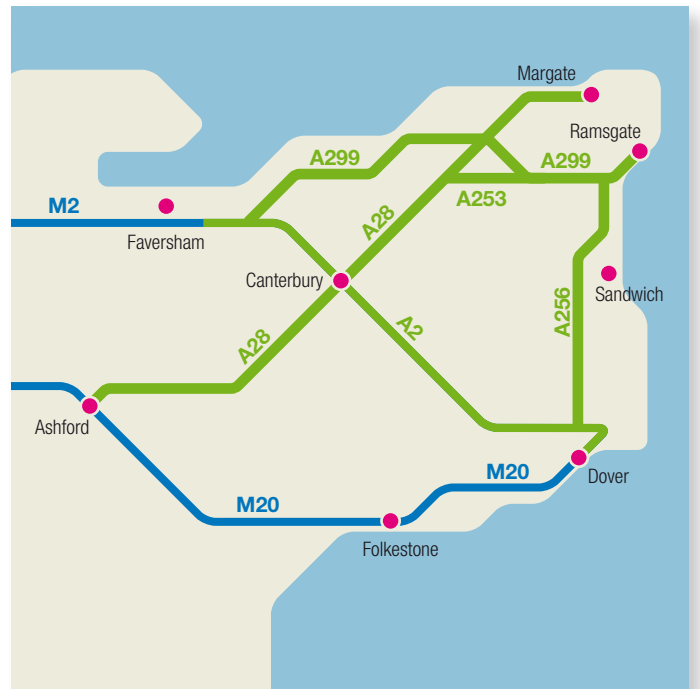 Margate
Ramsgate
A299
A299
A253
M2
A28
Faversham
Canterbury
Sandwich
A256
A2
A28
Ashford
M20
Dover
M20
Folkestone